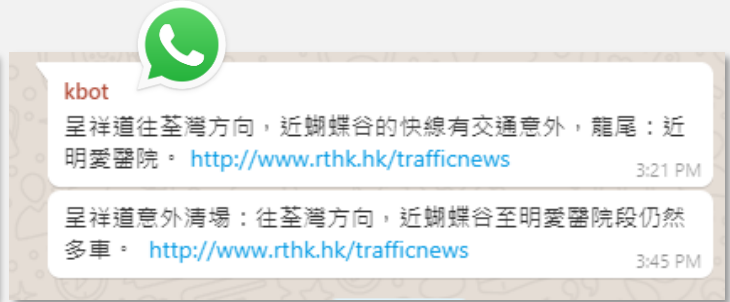 kbot
呈祥道往荃灣方向，近蝴蝶谷的快線有交通意外，龍尾：近
明愛醫院。 http://www.rthk.hk/trafficnews
3:21 PM
呈祥道意外清場：往荃灣方向，近蝴蝶谷至明愛醫院段仍然
多車。 http://www.rthk.hk/trafficnews
3:45 PM